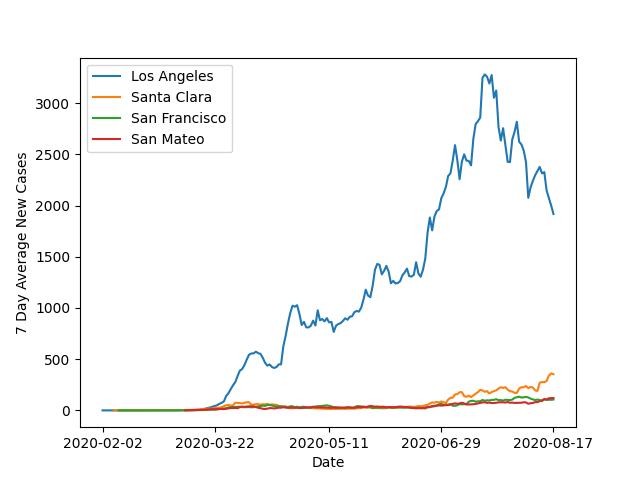 Los Angeles
Santa Clara
San Francisco
San Mateo
7 Day Average New Cases
3000
2500
2000
1500
1000
500
0
2020-02-02 2020-03-22 2020-05-11 2020-06-29 2020-08-17
Date